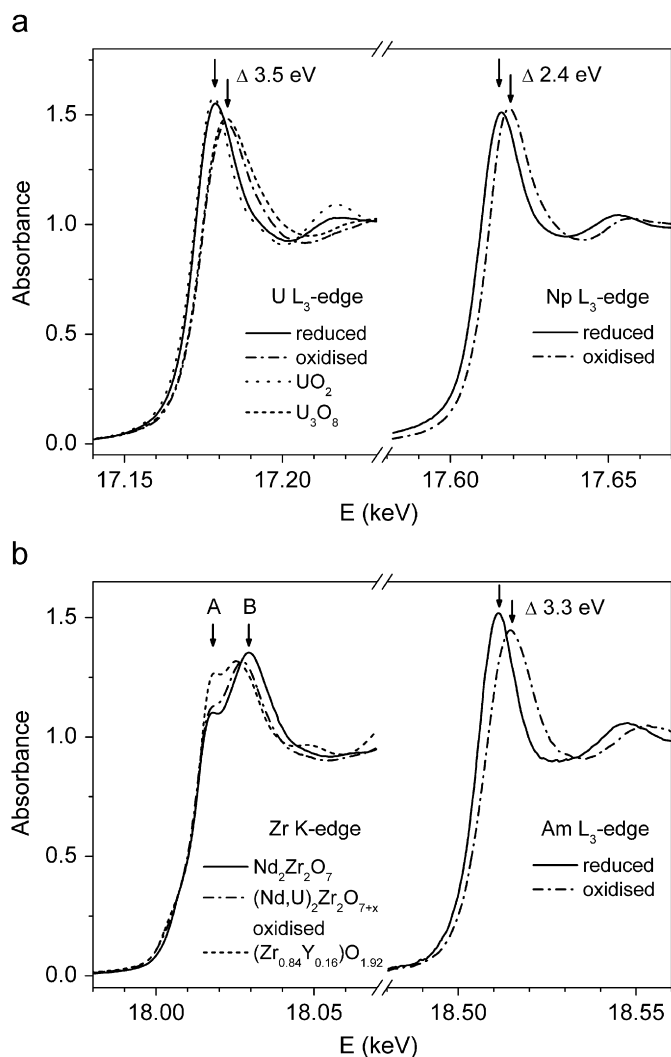 a
Δ 3.5 eV
Δ 2.4 eV
1.5
1.0
0.5
0.0
Absorbance
U L₃-edge
reduced
oxidised
UO₂
U₃O₈
Np L₃-edge
reduced
oxidised
17.15 17.20 17.60 17.65
E (keV)
b
A B
Δ 3.3 eV
1.5
1.0
0.5
0.0
Absorbance
Zr K-edge
Nd₂Zr₂O₇
(Nd,U)₂Zr₂O₇₊ₓ
oxidised
(Zr₀.₈₄Y₀.₁₆)O₁.₉₂
Am L₃-edge
reduced
oxidised
18.00 18.05 18.50 18.55
E (keV)